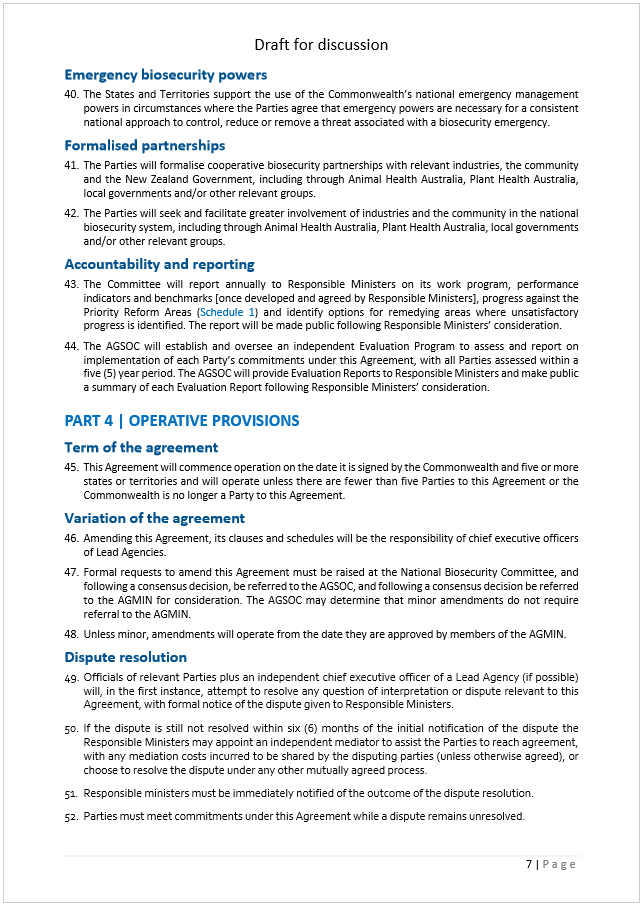 Draft for discussion
Emergency biosecurity powers
40. The States and Territories support the use of the Commonwealth’s national emergency management
powers in circumstances where the Parties agree that emergency powers are necessary for a consistent
national approach to control, reduce or remove a threat associated with a biosecurity emergency.
Formalised partnerships
41. The Parties will formalise cooperative biosecurity partnerships with relevant industries, the community
and the New Zealand Government, including through Animal Health Australia, Plant Health Australia,
local governments and/or other relevant groups.
42. The Parties will seek and facilitate greater involvement of industries and the community in the national
biosecurity system, including through Animal Health Australia, Plant Health Australia, local governments
and/or other relevant groups.
Accountability and reporting
43. The Committee will report annually to Responsible Ministers on its work program, performance
indicators and benchmarks [once developed and agreed by Responsible Ministers], progress against the
Priority Reform Areas (Schedule 1) and identify options for remedying areas where unsatisfactory
progress is identified. The report will be made public following Responsible Ministers’ consideration.
44. The AGSOC will establish and oversee an independent Evaluation Program to assess and report on
implementation of each Party’s commitments under this Agreement, with all Parties assessed within a
five (5) year period. The AGSOC will provide Evaluation Reports to Responsible Ministers and make public
a summary of each Evaluation Report following Responsible Ministers’ consideration.
PART 4 | OPERATIVE PROVISIONS
Term of the agreement
45. This Agreement will commence operation on the date it is signed by the Commonwealth and five or more
states or territories and will operate unless there are fewer than five Parties to this Agreement or the
Commonwealth is no longer a Party to this Agreement.
Variation of the agreement
46. Amending this Agreement, its clauses and schedules will be the responsibility of chief executive officers
of Lead Agencies.
47. Formal requests to amend this Agreement must be raised at the National Biosecurity Committee, and
following a consensus decision, be referred to the AGSOC, and following a consensus decision be referred
to the AGMIN for consideration. The AGSOC may determine that minor amendments do not require
referral to the AGMIN.
48. Unless minor, amendments will operate from the date they are approved by members of the AGMIN.
Dispute resolution
49. Officials of relevant Parties plus an independent chief executive officer of a Lead Agency (if possible)
will, in the first instance, attempt to resolve any question of interpretation or dispute relevant to this
Agreement, with formal notice of the dispute given to Responsible Ministers.
50. If the dispute is still not resolved within six (6) months of the initial notification of the dispute the
Responsible Ministers may appoint an independent mediator to assist the Parties to reach agreement,
with any mediation costs incurred to be shared by the disputing parties (unless otherwise agreed), or
choose to resolve the dispute under any other mutually agreed process.
51. Responsible ministers must be immediately notified of the outcome of the dispute resolution.
52. Parties must meet commitments under this Agreement while a dispute remains unresolved.
7 | Page